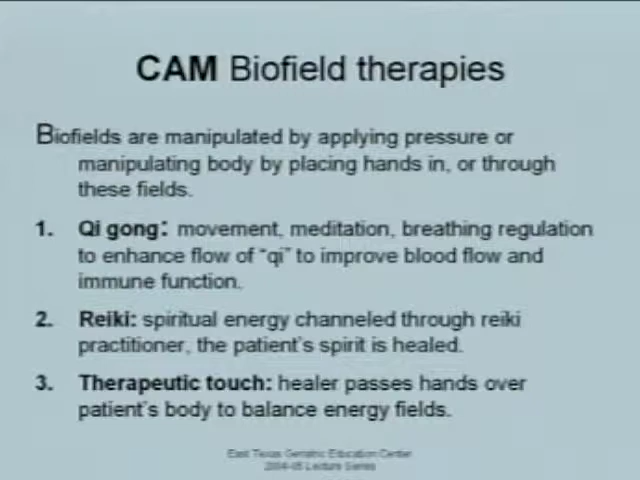 CAM Biofield therapies
Biofields are manipulated by applying pressure or
manipulating body by placing hands in, or through
these fields.
1. Qi gong: movement, meditation, breathing regulation
to enhance flow of "qi" to improve blood flow and
immune function.
2. Reiki: spiritual energy channeled through reiki
practitioner, the patient's spirit is healed.
3. Therapeutic touch: healer passes hands over
patient's body to balance energy fields.
East Texas Geriatric Education Center
2004-05 Lecture Series